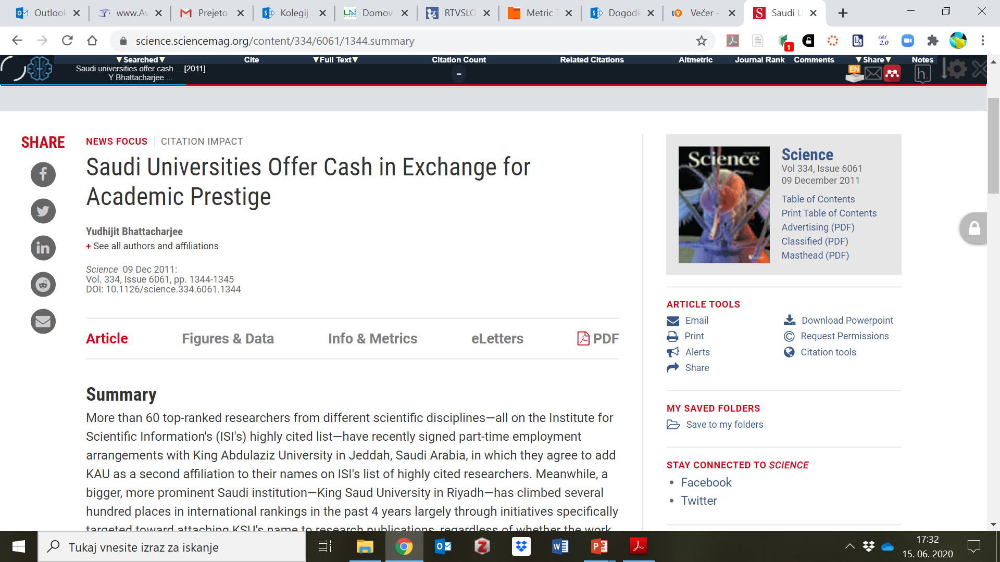 Outlook
www.Av
Prejeto
Kolegij
Domov
RTVSLO
Metric T
Dogodk
Večer -
Saudi U
science.sciencemag.org/content/334/6061/1344.summary
1
LibX
2.0
▼Searched▼
Cite
▼Full Text▼
Citation Count
Related Citations
Altmetric
Journal Rank
Comments
▼Share▼
Notes
Saudi universities offer cash ... [2011]
Y Bhattacharjee ...
-
EN
h.
SHARE
NEWS FOCUS
CITATION IMPACT
Saudi Universities Offer Cash in Exchange for
Academic Prestige
Yudhijit Bhattacharjee
+ See all authors and affiliations
Science 09 Dec 2011:
Vol. 334, Issue 6061, pp. 1344-1345
DOI: 10.1126/science.334.6061.1344
Article
Figures & Data
Info & Metrics
eLetters
PDF
Summary
More than 60 top-ranked researchers from different scientific disciplines—all on the Institute for
Scientific Information's (ISI's) highly cited list—have recently signed part-time employment
arrangements with King Abdulaziz University in Jeddah, Saudi Arabia, in which they agree to add
KAU as a second affiliation to their names on ISI's list of highly cited researchers. Meanwhile, a
bigger, more prominent Saudi institution—King Saud University in Riyadh—has climbed several
hundred places in international rankings in the past 4 years largely through initiatives specifically
targeted toward attaching KSU's name to research publications, regardless of whether the work
Science
Science
Vol 334, Issue 6061
09 December 2011
Table of Contents
Print Table of Contents
Advertising (PDF)
Classified (PDF)
Masthead (PDF)
ARTICLE TOOLS
Email
Download Powerpoint
Print
Request Permissions
Alerts
Citation tools
Share
MY SAVED FOLDERS
Save to my folders
STAY CONNECTED TO SCIENCE
• Facebook
• Twitter
Tukaj vnesite izraz za iskanje
17:32
15. 06. 2020